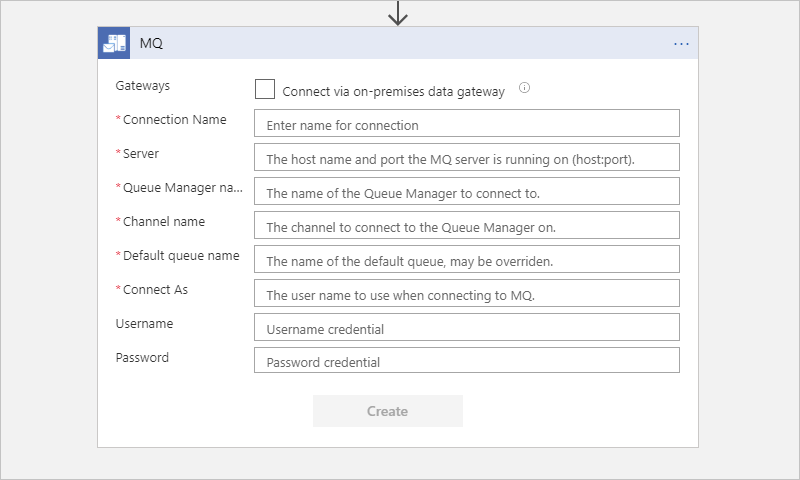 MQ
...
Gateways Connect via on-premises data gateway
* Connection Name Enter name for connection
* Server The host name and port the MQ server is running on (host:port).
* Queue Manager na... The name of the Queue Manager to connect to.
* Channel name The channel to connect to the Queue Manager on.
* Default queue name The name of the default queue, may be overriden.
* Connect As The user name to use when connecting to MQ.
Username Username credential
Password Password credential
Create